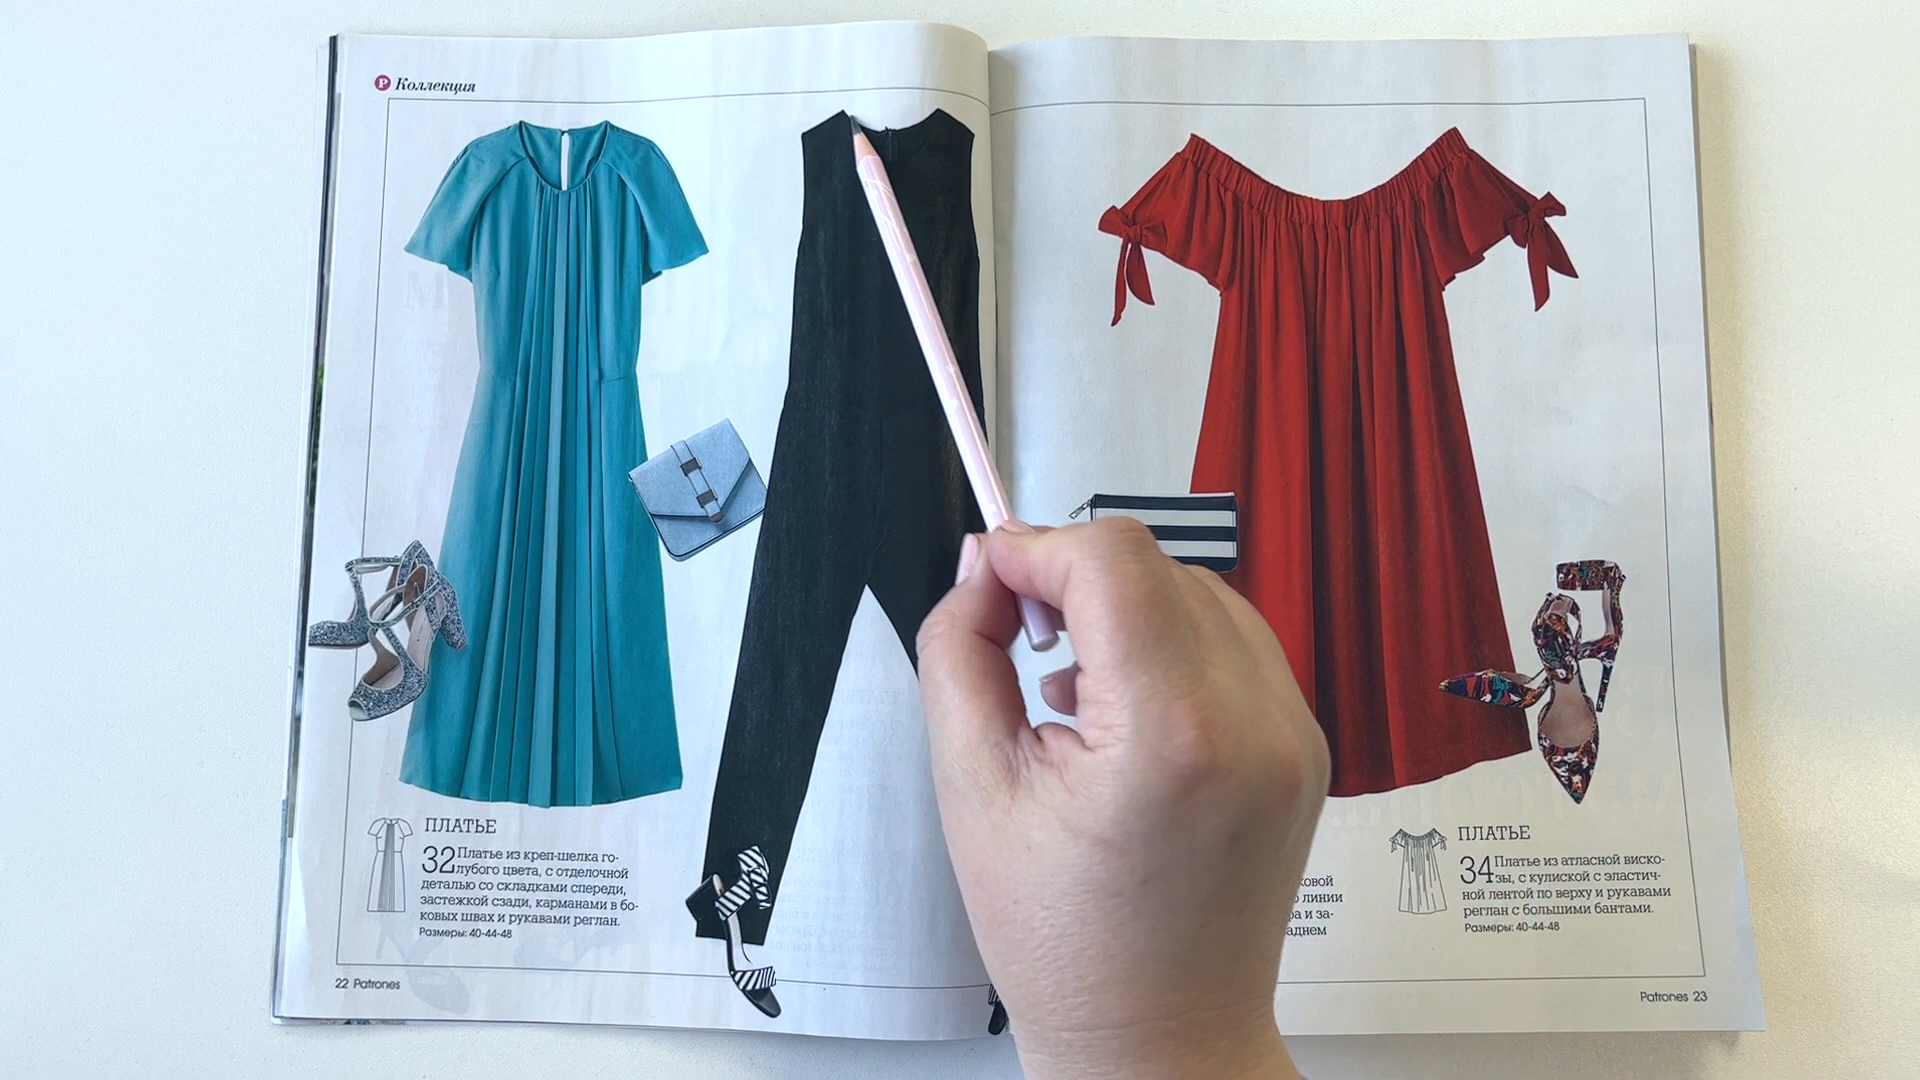 P Коллекция
ПЛАТЬЕ
32 Платье из креп-шелка го-
лубого цвета, с отделочной
деталью со складками спереди,
застежкой сзади, карманами в бо-
ковых швах и рукавами реглан.
Размеры: 40-44-48
22 Patrones
ковой
линии
ра и за-
аднем
ПЛАТЬЕ
34 Платье из атласной виско-
зы, с кулиской с эластич-
ной лентой по верху и рукавами
реглан с большими бантами.
Размеры: 40-44-48
Patrones 23